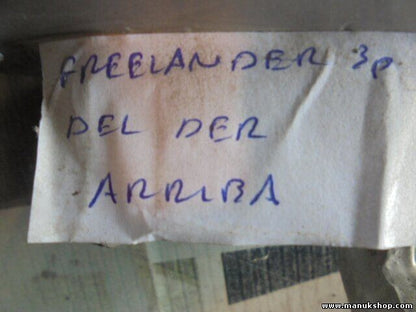 FREELANDER 3p
DEL DER
ARRIBA
www.manukshop.com